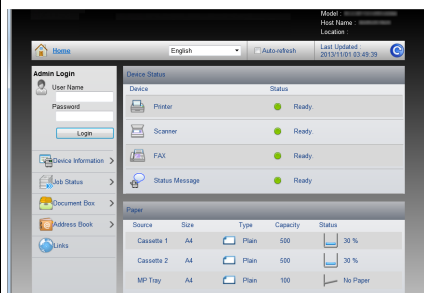 Model :
Host Name :
Location :
Home
English
Auto-refresh
Last Updated :
2013/11/01 03:49:39
Admin Login
User Name
Password
Login
Device Information
Job Status
Document Box
Address Book
Links
Device Status
Device Status
Printer Ready.
Scanner Ready.
FAX Ready.
Status Message Ready.
Paper
Source Size Type Capacity Status
Cassette 1 A4 Plain 500 30 %
Cassette 2 A4 Plain 500 30 %
MP Tray A4 Plain 100 No Paper